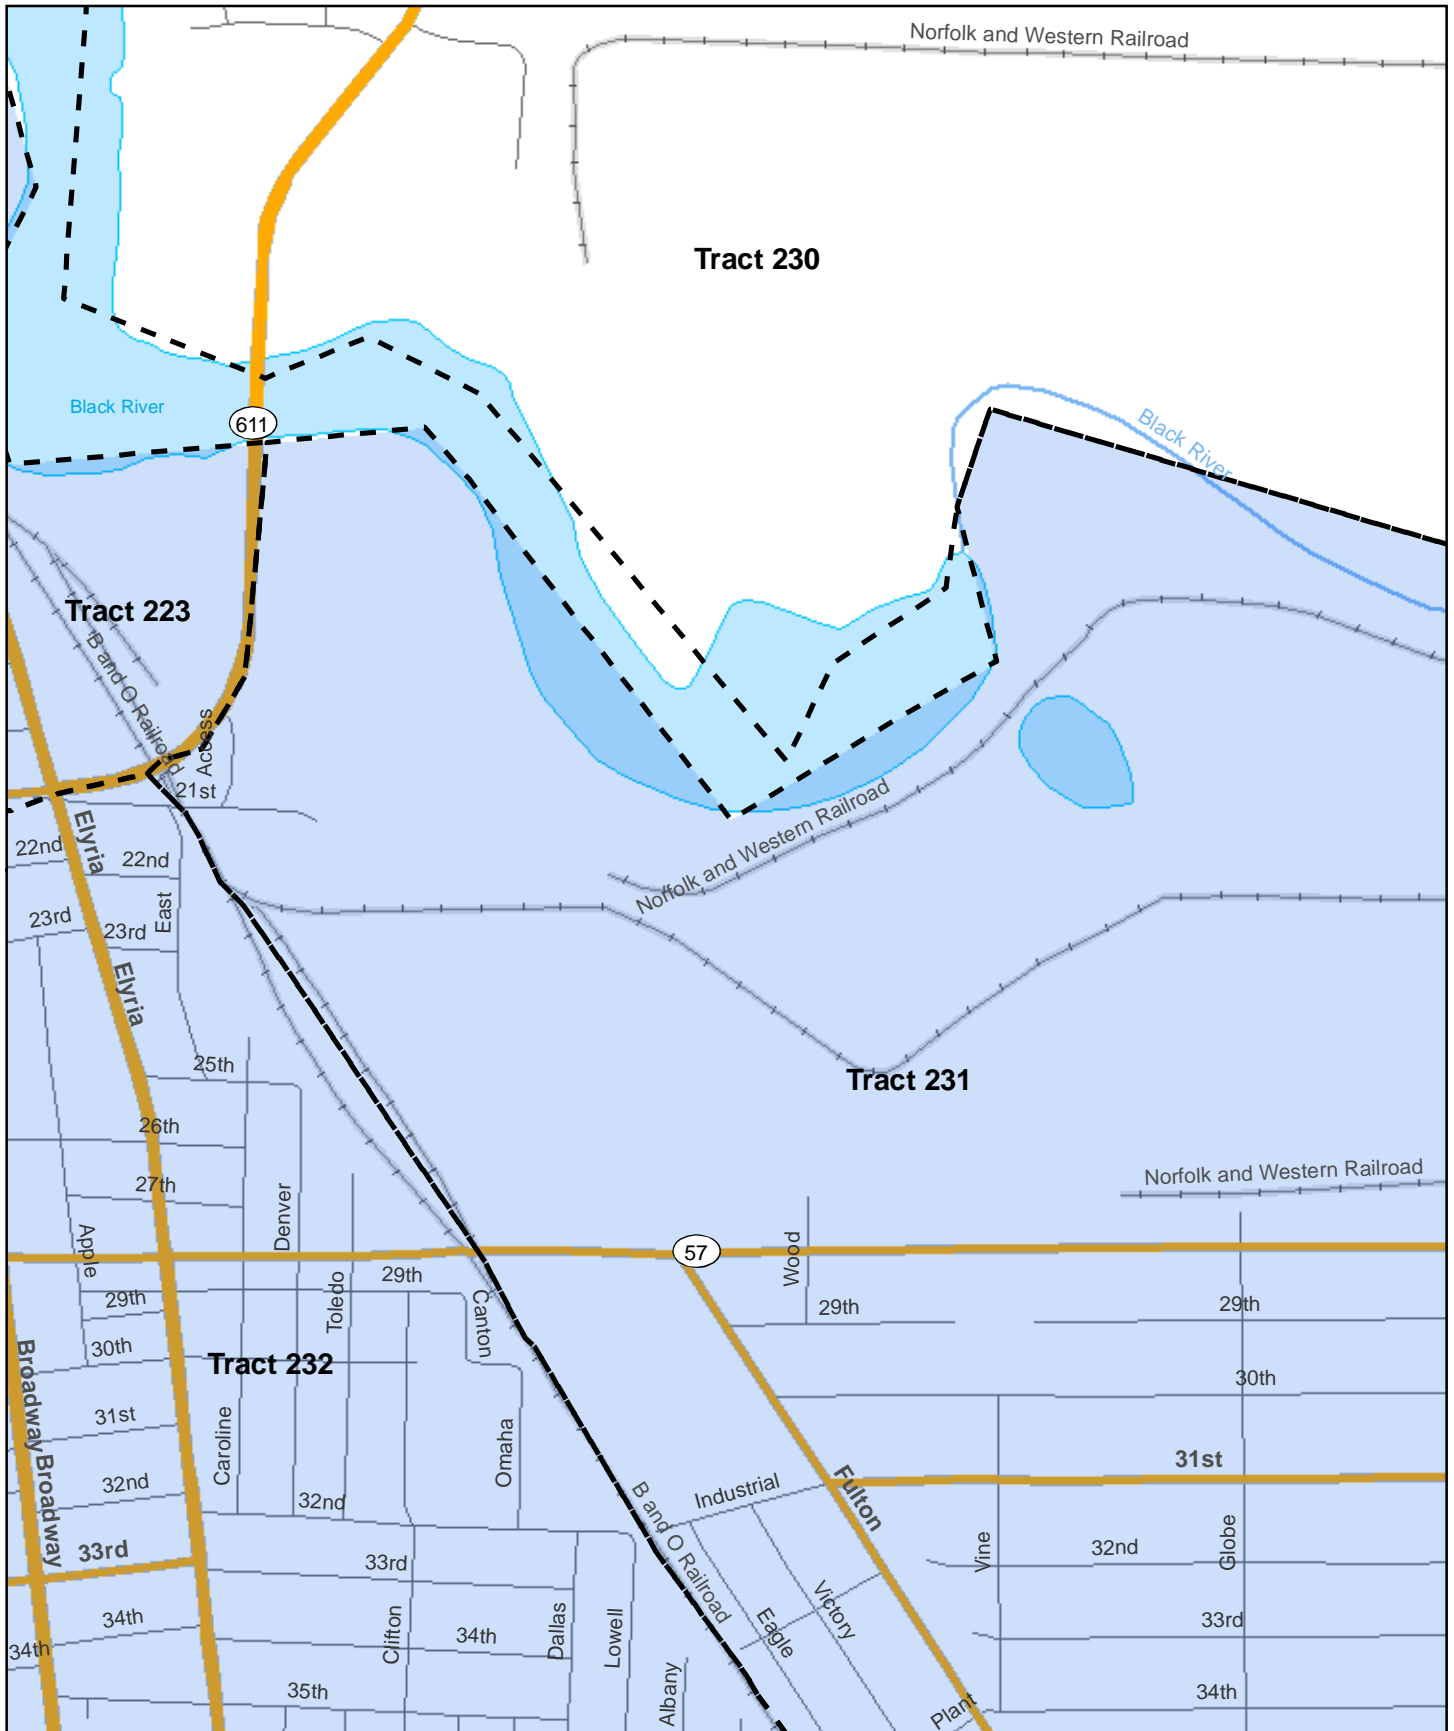 Norfolk and Western Railroad
Tract 230
Black River
611
Black River
Tract 223
B and O Railroad
Access
21st
Elyria
22nd
22nd
Norfolk and Western Railroad
East
23rd
23rd
Elyria
25th
Tract 231
26th
27th
Norfolk and Western Railroad
Denver
Apple
57
Wood
29th
29th
Toledo
Canton
29th
29th
30th
Tract 232
30th
Broadway
31st
Caroline
Omaha
31st
Broadway
32nd
32nd
B and O Railroad
Industrial
Fulton
Vine
32nd
Globe
33rd
33rd
34th
Clifton
34th
Dallas
Lowell
Eagle
Victory
33rd
34th
35th
Albany
Plant
34th